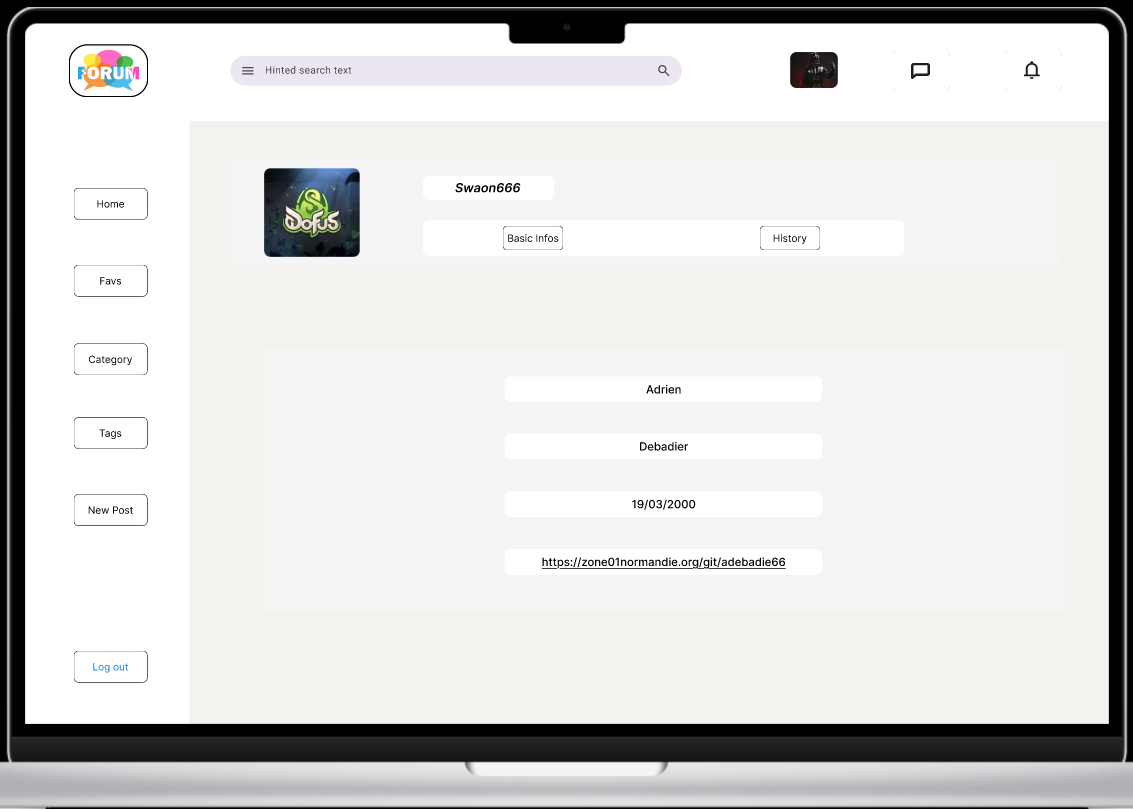 FORUM
Hinted search text
Home
Favs
Category
Tags
New Post
Log out
DOFUS
Swaon666
Basic Infos
History
Adrien
Debadier
19/03/2000
https://zone01normandie.org/git/adebadie66